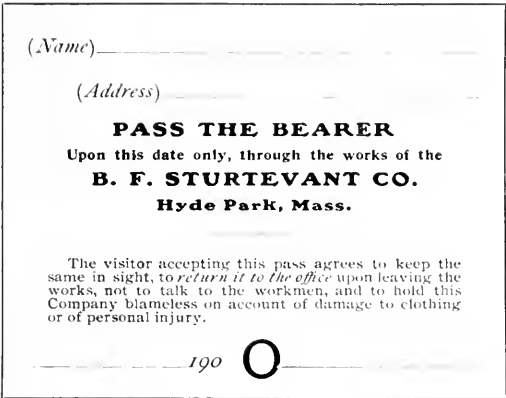 (Name)
(Address)
PASS THE BEARER
Upon this date only, through the works of the
B. F. STURTEVANT CO.
Hyde Park, Mass.
The visitor accepting this pass agrees to keep the
same in sight, to return it to the office upon leaving the
works, not to talk to the workmen, and to hold this
Company blameless on account of damage to clothing
or of personal injury.
190 O